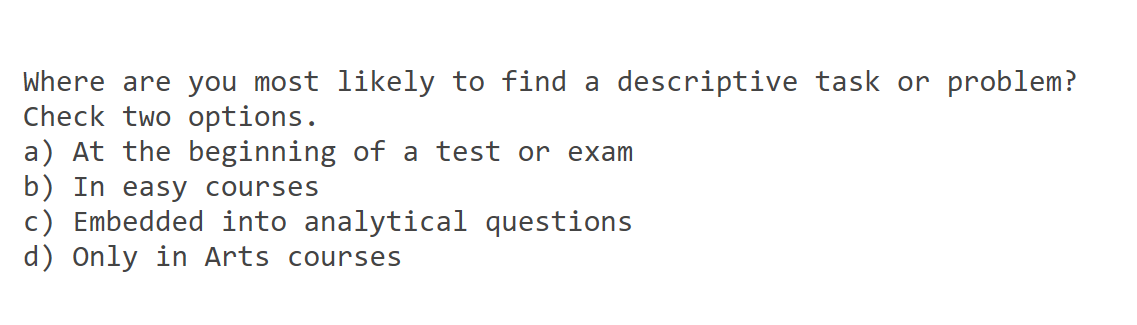 Where are you most likely to find a descriptive task or problem?
Check two options.
a) At the beginning of a test or exam
b) In easy courses
c) Embedded into analytical questions
d) Only in Arts courses